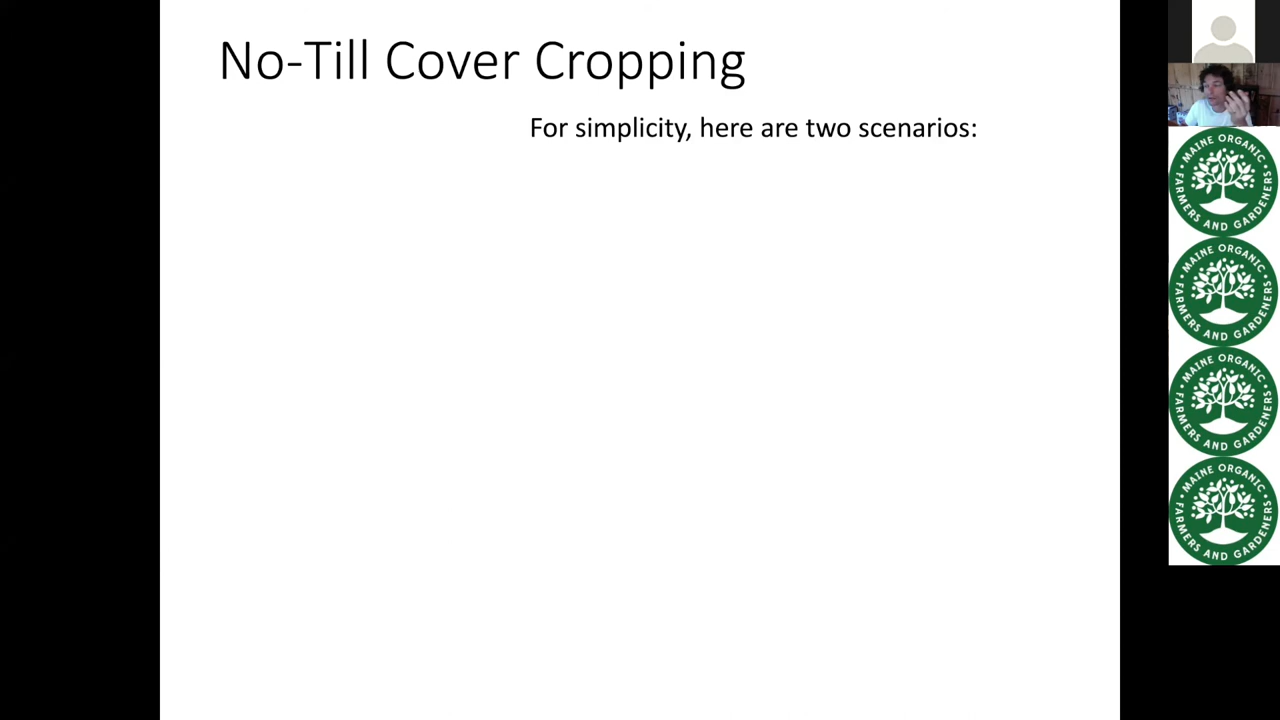 No-Till Cover Cropping
For simplicity, here are two scenarios:
MAINE ORGANIC
FARMERS AND GARDENERS
MAINE ORGANIC
FARMERS AND GARDENERS
MAINE ORGANIC
FARMERS AND GARDENERS
MAINE ORGANIC
FARMERS AND GARDENERS